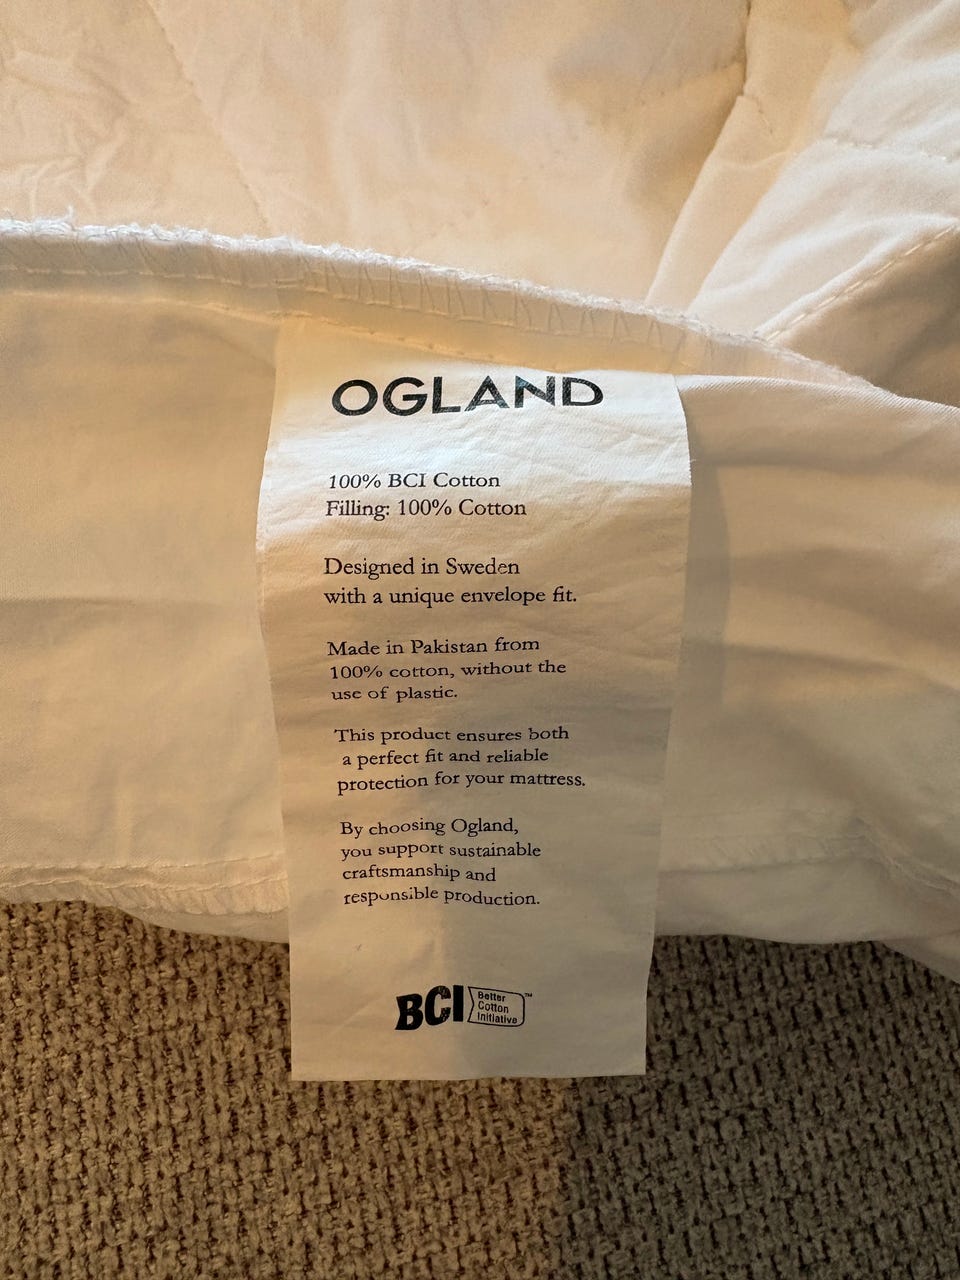 OGLAND
100% BCI Cotton
Filling: 100% Cotton
Designed in Sweden
with a unique envelope fit.
Made in Pakistan from
100% cotton, without the
use of plastic.
This product ensures both
a perfect fit and reliable
protection for your mattress.
By choosing Ogland,
you support sustainable
craftsmanship and
responsible production.
BCI
Better
Cotton
Initiative™